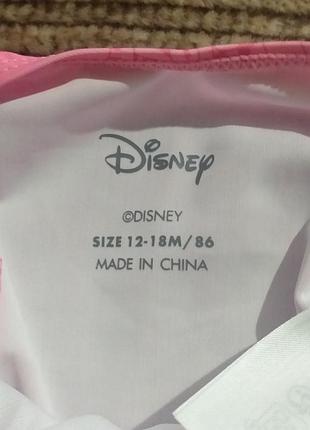 Disney
©DISNEY
SIZE 12-18M/86
MADE IN CHINA